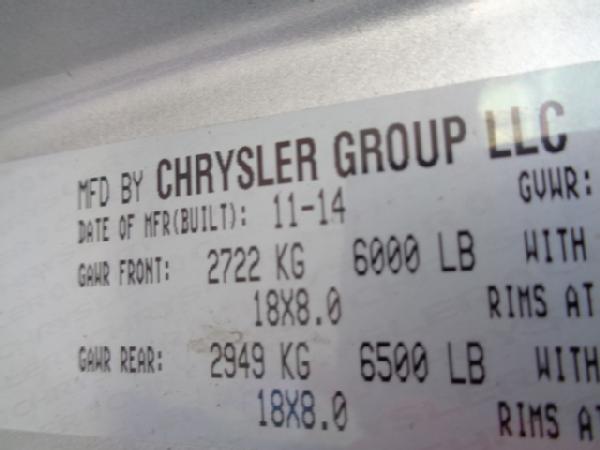 MFD BY CHRYSLER GROUP LLC
DATE OF MFR(BUILT): 11-14 GVWR:
GAWR FRONT: 2722 KG 6000 LB WITH
18X8.0 RIMS AT
GAWR REAR: 2949 KG 6500 LB WITH
18X8.0 RIMS AT